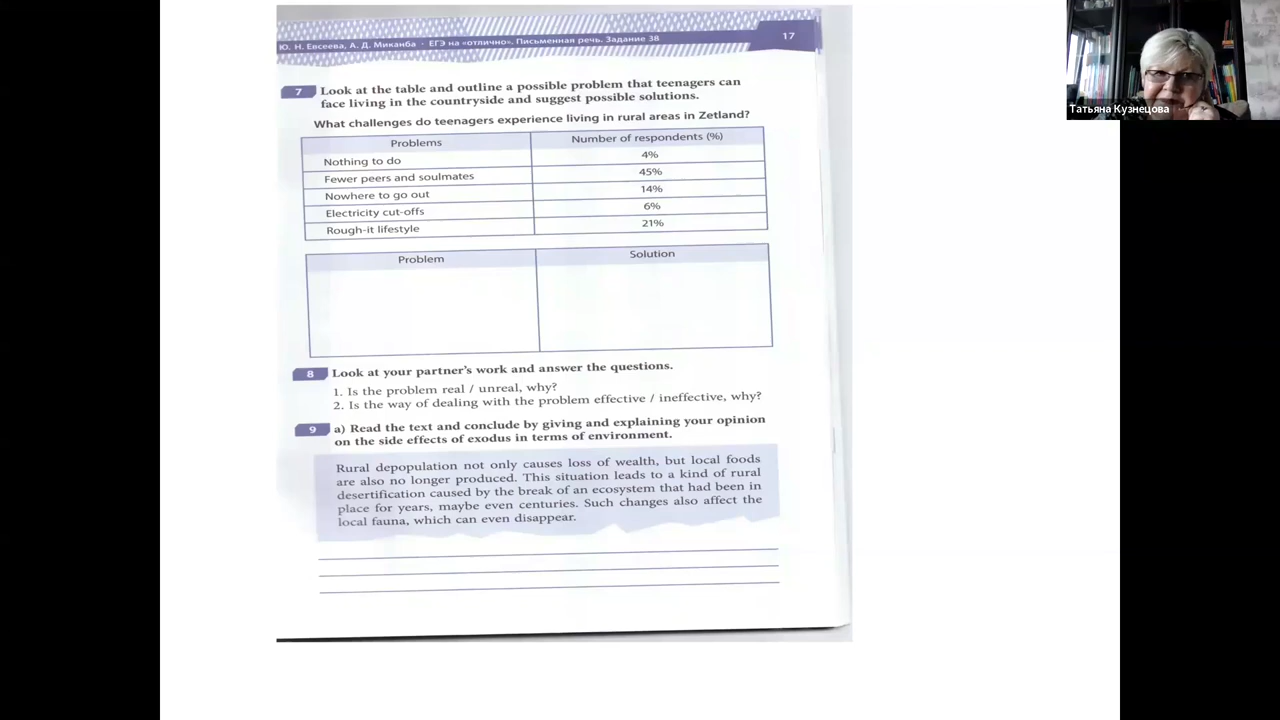 Ю. Н. Евсеева, А. Д. Миканба · ЕГЭ на «отлично». Письменная речь. Задание 38
17
7 Look at the table and outline a possible problem that teenagers can
face living in the countryside and suggest possible solutions.
What challenges do teenagers experience living in rural areas in Zetland?
Problems Number of respondents (%)
Nothing to do 4%
Fewer peers and soulmates 45%
Nowhere to go out 14%
Electricity cut-offs 6%
Rough-it lifestyle 21%
Problem Solution
8 Look at your partner's work and answer the questions.
1. Is the problem real / unreal, why?
2. Is the way of dealing with the problem effective / ineffective, why?
9 a) Read the text and conclude by giving and explaining your opinion
on the side effects of exodus in terms of environment.
Rural depopulation not only causes loss of wealth, but local foods
are also no longer produced. This situation leads to a kind of rural
desertification caused by the break of an ecosystem that had been in
place for years, maybe even centuries. Such changes also affect the
local fauna, which can even disappear.
Татьяна Кузнецова